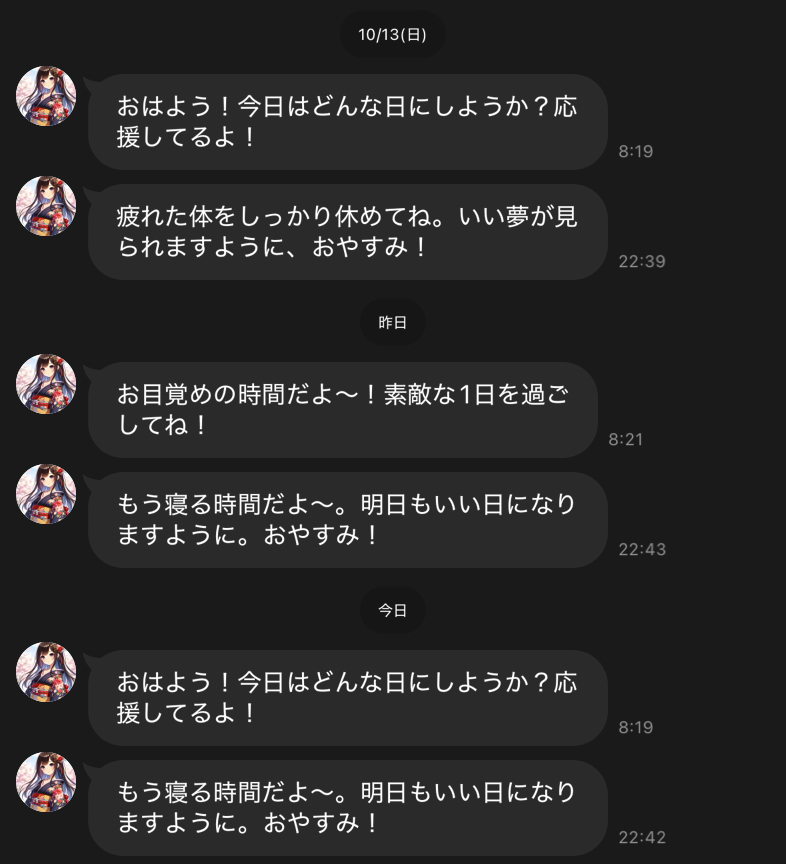 10/13(日)
おはよう！今日はどんな日にしようか？応
援してるよ！
8:19
疲れた体をしっかり休めてね。いい夢が見
られますように、おやすみ！
22:39
昨日
お目覚めの時間だよ〜！素敵な1日を過ご
してね！
8:21
もう寝る時間だよ〜。明日もいい日になり
ますように。おやすみ！
22:43
今日
おはよう！今日はどんな日にしようか？応
援してるよ！
8:19
もう寝る時間だよ〜。明日もいい日になり
ますように。おやすみ！
22:42